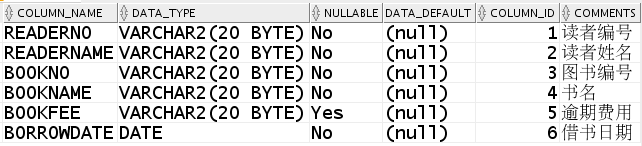 COLUMN_NAME DATA_TYPE NULLABLE DATA_DEFAULT COLUMN_ID COMMENTS
READERNO VARCHAR2(20 BYTE) No (null) 1 读者编号
READERNAME VARCHAR2(20 BYTE) No (null) 2 读者姓名
BOOKNO VARCHAR2(20 BYTE) No (null) 3 图书编号
BOOKNAME VARCHAR2(20 BYTE) No (null) 4 书名
BOOKFEE VARCHAR2(20 BYTE) Yes (null) 5 逾期费用
BORROWDATE DATE No (null) 6 借书日期